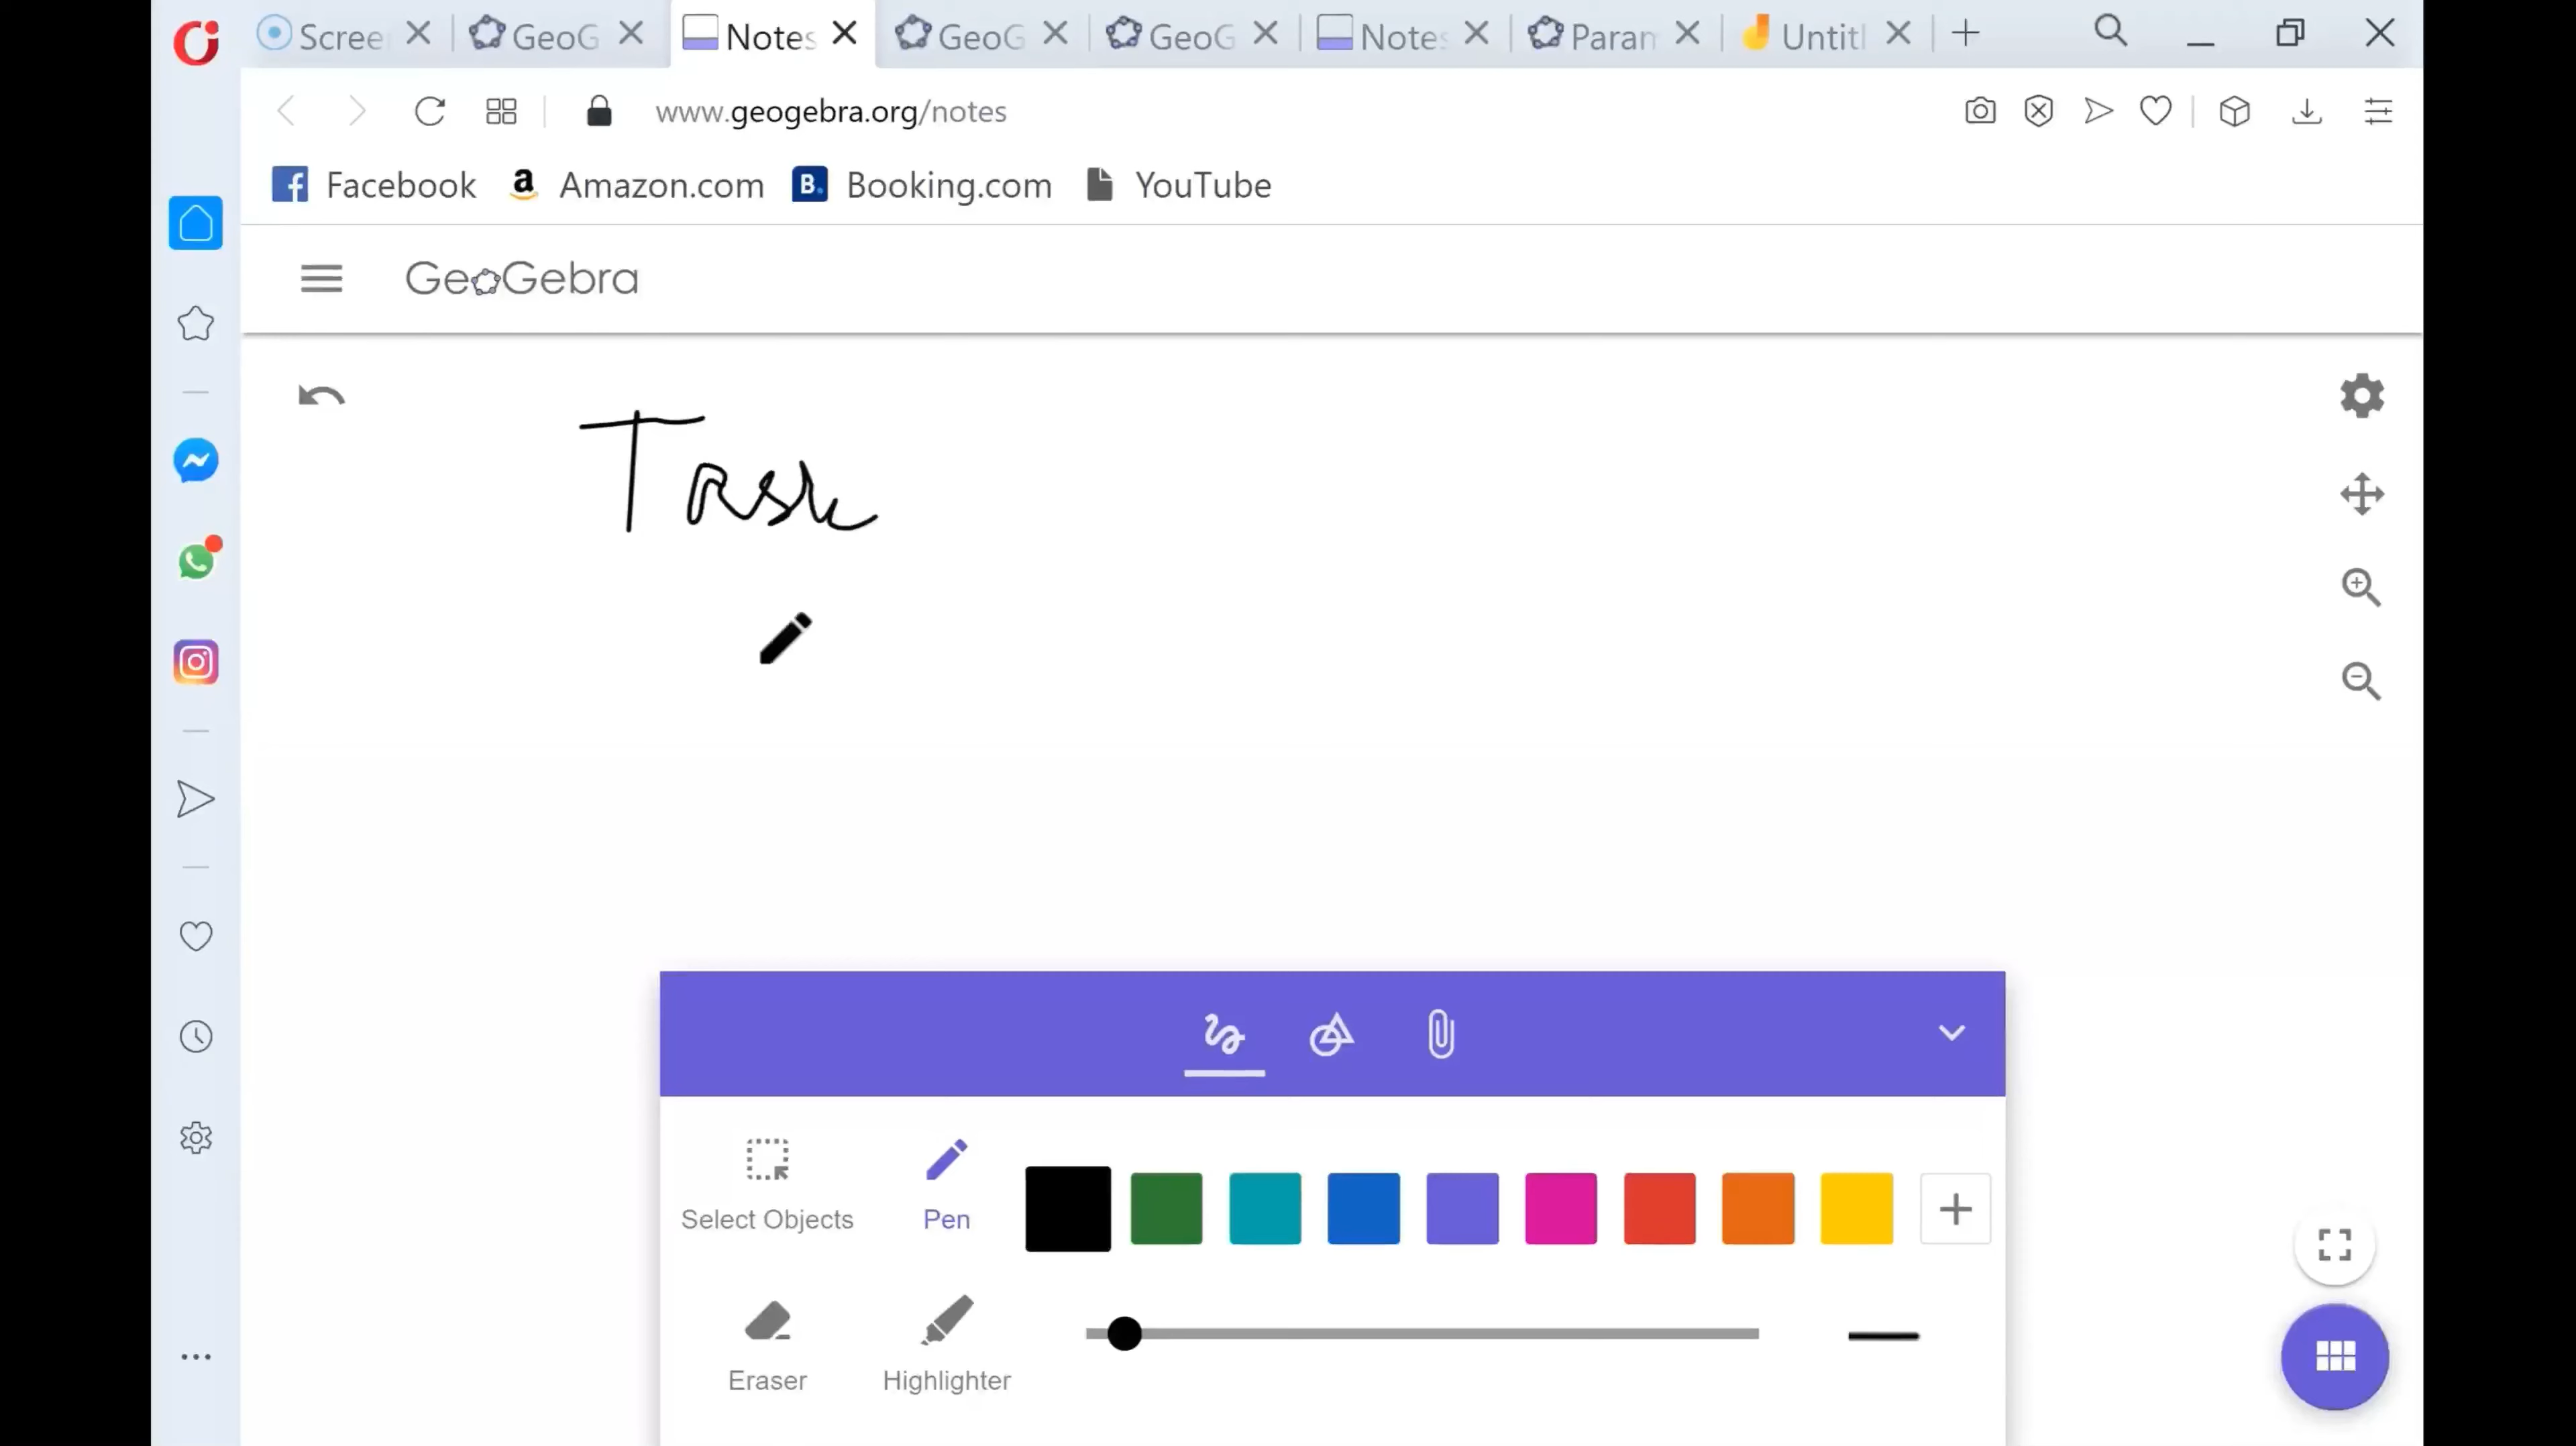 Scree GeoG Notes GeoG GeoG Notes Param Untitl
www.geogebra.org/notes
Facebook Amazon.com B. Booking.com YouTube
GeoGebra
Task
Select Objects Pen
Eraser Highlighter